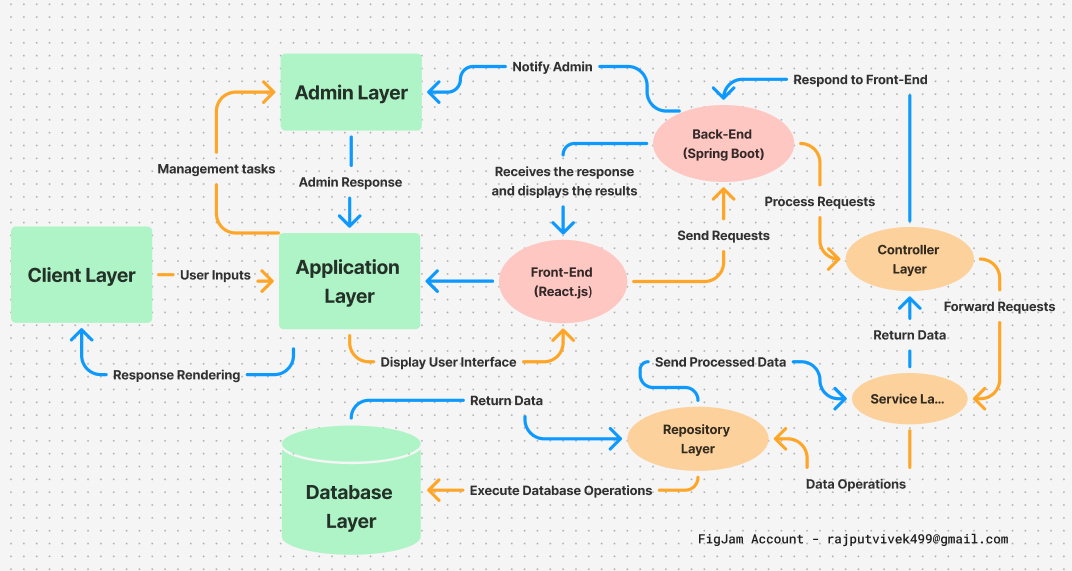 Notify Admin
Respond to Front-End
Admin Layer
Back-End
(Spring Boot)
Management tasks
Admin Response
Receives the response
and displays the results
Process Requests
Send Requests
Client Layer
User Inputs
Application
Layer
Front-End
(React.js)
Controller
Layer
Forward Requests
Return Data
Response Rendering
Display User Interface
Send Processed Data
Service La...
Return Data
Repository
Layer
Database
Layer
Execute Database Operations
Data Operations
FigJam Account - rajputvivek499@gmail.com